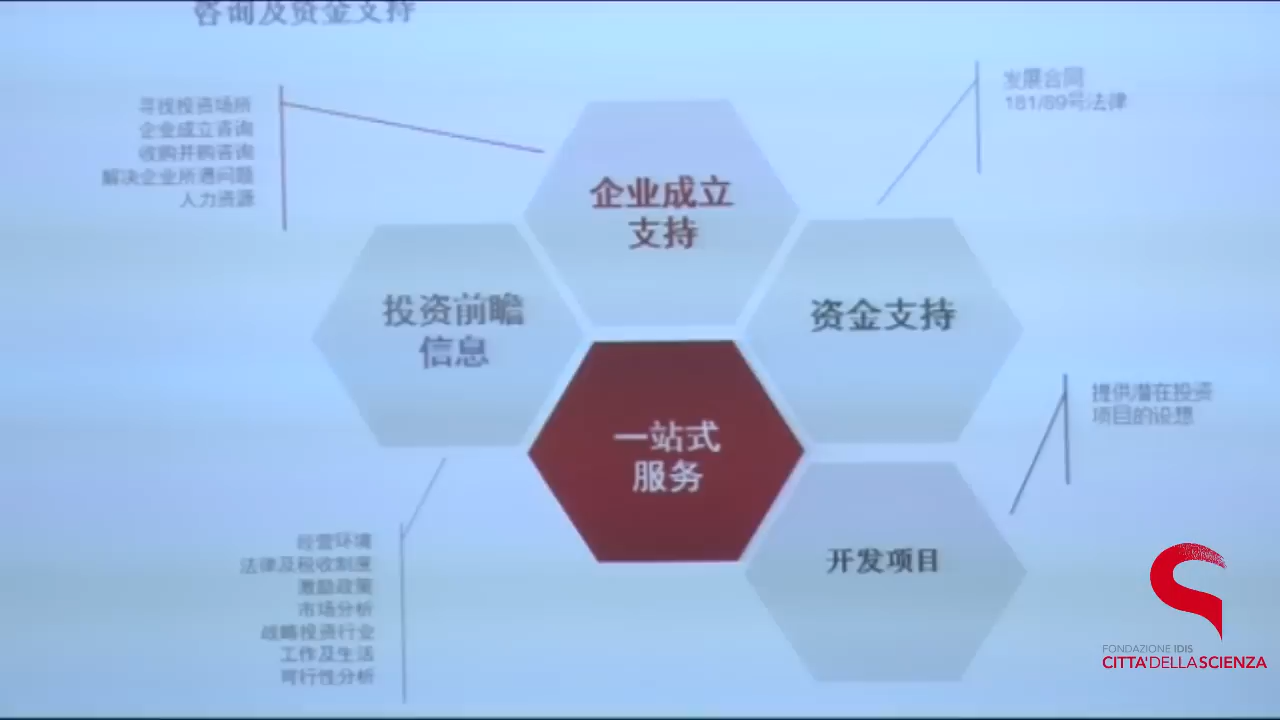 咨询及资金支持
寻找投资场所
企业成立咨询
收购并购咨询
解决企业所遇问题
人力资源
发展合同
181/89号法律
企业成立
支持
投资前瞻
信息
资金支持
一站式
服务
提供潜在投资
项目的设想
开发项目
经营环境
法律及税收制度
激励政策
市场分析
战略投资行业
工作及生活
可行性分析
FONDAZIONE IDIS
CITTA'DELLASCIENZA